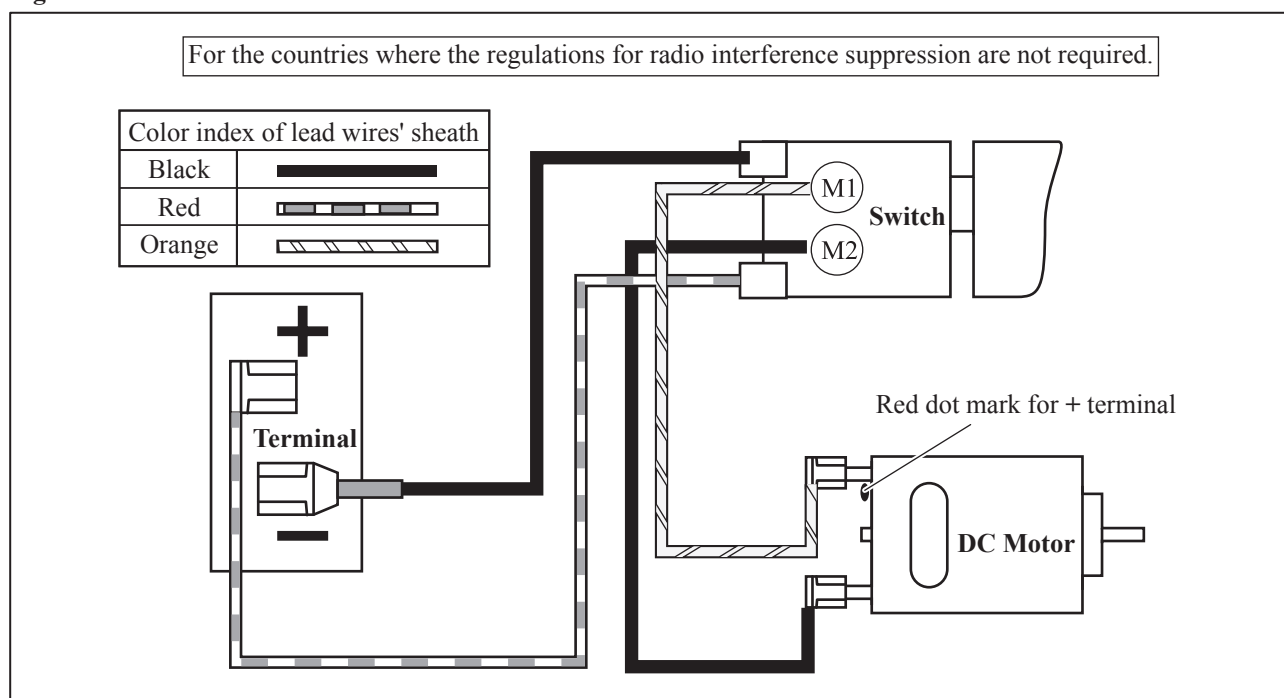 For the countries where the regulations for radio interference suppression are not required.
Color index of lead wires' sheath
Black
Red
Orange
M1
Switch
M2
+
Terminal
−
Red dot mark for + terminal
DC Motor